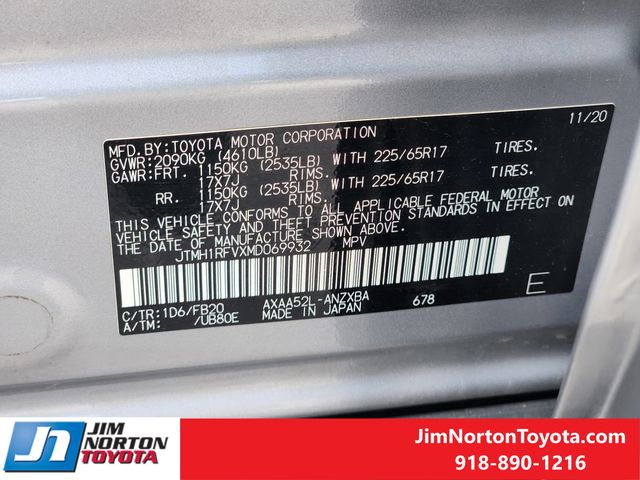 MFD.BY:TOYOTA MOTOR CORPORATION 11/20
GVWR:2090KG (4610LB)
GAWR:FRT. 1150KG (2535LB) WITH 225/65R17 TIRES.
17X7J RIMS.
RR. 1150KG (2535LB) WITH 225/65R17 TIRES.
17X7J RIMS.
THIS VEHICLE CONFORMS TO ALL APPLICABLE FEDERAL MOTOR
VEHICLE SAFETY AND THEFT PREVENTION STANDARDS IN EFFECT ON
THE DATE OF MANUFACTURE SHOWN ABOVE.
JTMH1RFVXMD069932 MPV
C/TR:1D6/FB20 AXAA52L-ANZXBA 678 E
A/TM: /UB80E MADE IN JAPAN
JIM
NORTON
TOYOTA
JimNortonToyota.com
918-890-1216